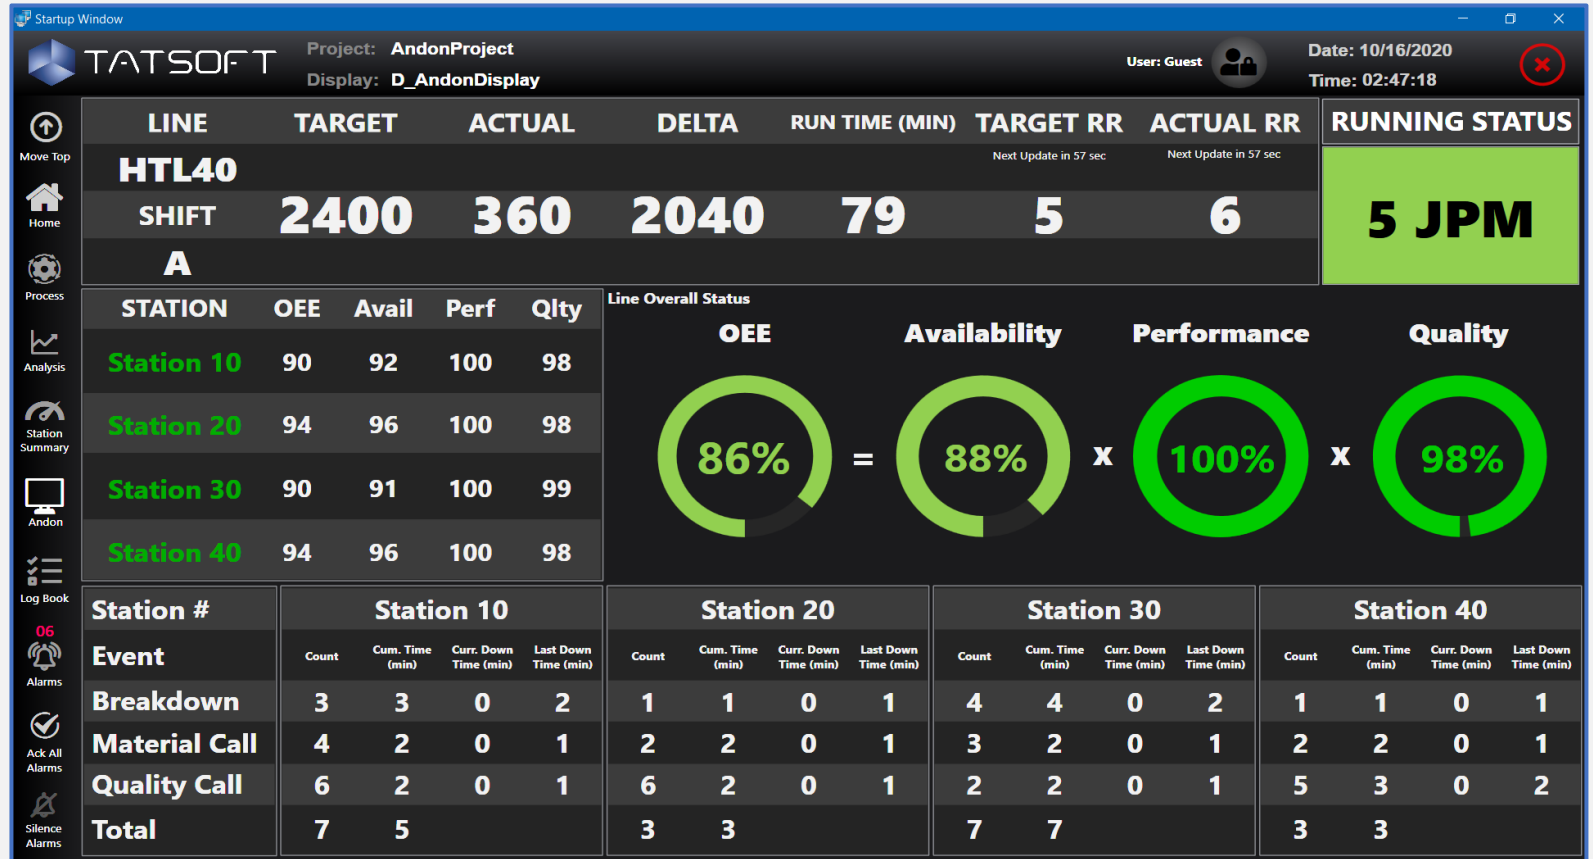 Startup Window
TATSOFT
Project: AndonProject
Display: D_AndonDisplay
User: Guest
Date: 10/16/2020
Time: 02:47:18
Move Top
Home
Process
Analysis
Station
Summary
Andon
Log Book
06
Alarms
Ack All
Alarms
Silence
Alarms
LINE TARGET ACTUAL DELTA RUN TIME (MIN) TARGET RR ACTUAL RR
Next Update in 57 sec Next Update in 57 sec
HTL40
SHIFT 2400 360 2040 79 5 6
A
RUNNING STATUS
5 JPM
STATION OEE Avail Perf Qlty
Station 10 90 92 100 98
Station 20 94 96 100 98
Station 30 90 91 100 99
Station 40 94 96 100 98
Line Overall Status
OEE Availability Performance Quality
86% = 88% x 100% x 98%
Station # Station 10 Station 20 Station 30 Station 40
Event Count Cum. Time (min) Curr. Down Time (min) Last Down Time (min) Count Cum. Time (min) Curr. Down Time (min) Last Down Time (min) Count Cum. Time (min) Curr. Down Time (min) Last Down Time (min) Count Cum. Time (min) Curr. Down Time (min) Last Down Time (min)
Breakdown 3 3 0 2 1 1 0 1 4 4 0 2 1 1 0 1
Material Call 4 2 0 1 2 2 0 1 3 2 0 1 2 2 0 1
Quality Call 6 2 0 1 6 2 0 1 2 2 0 1 5 3 0 2
Total 7 5 3 3 7 7 3 3